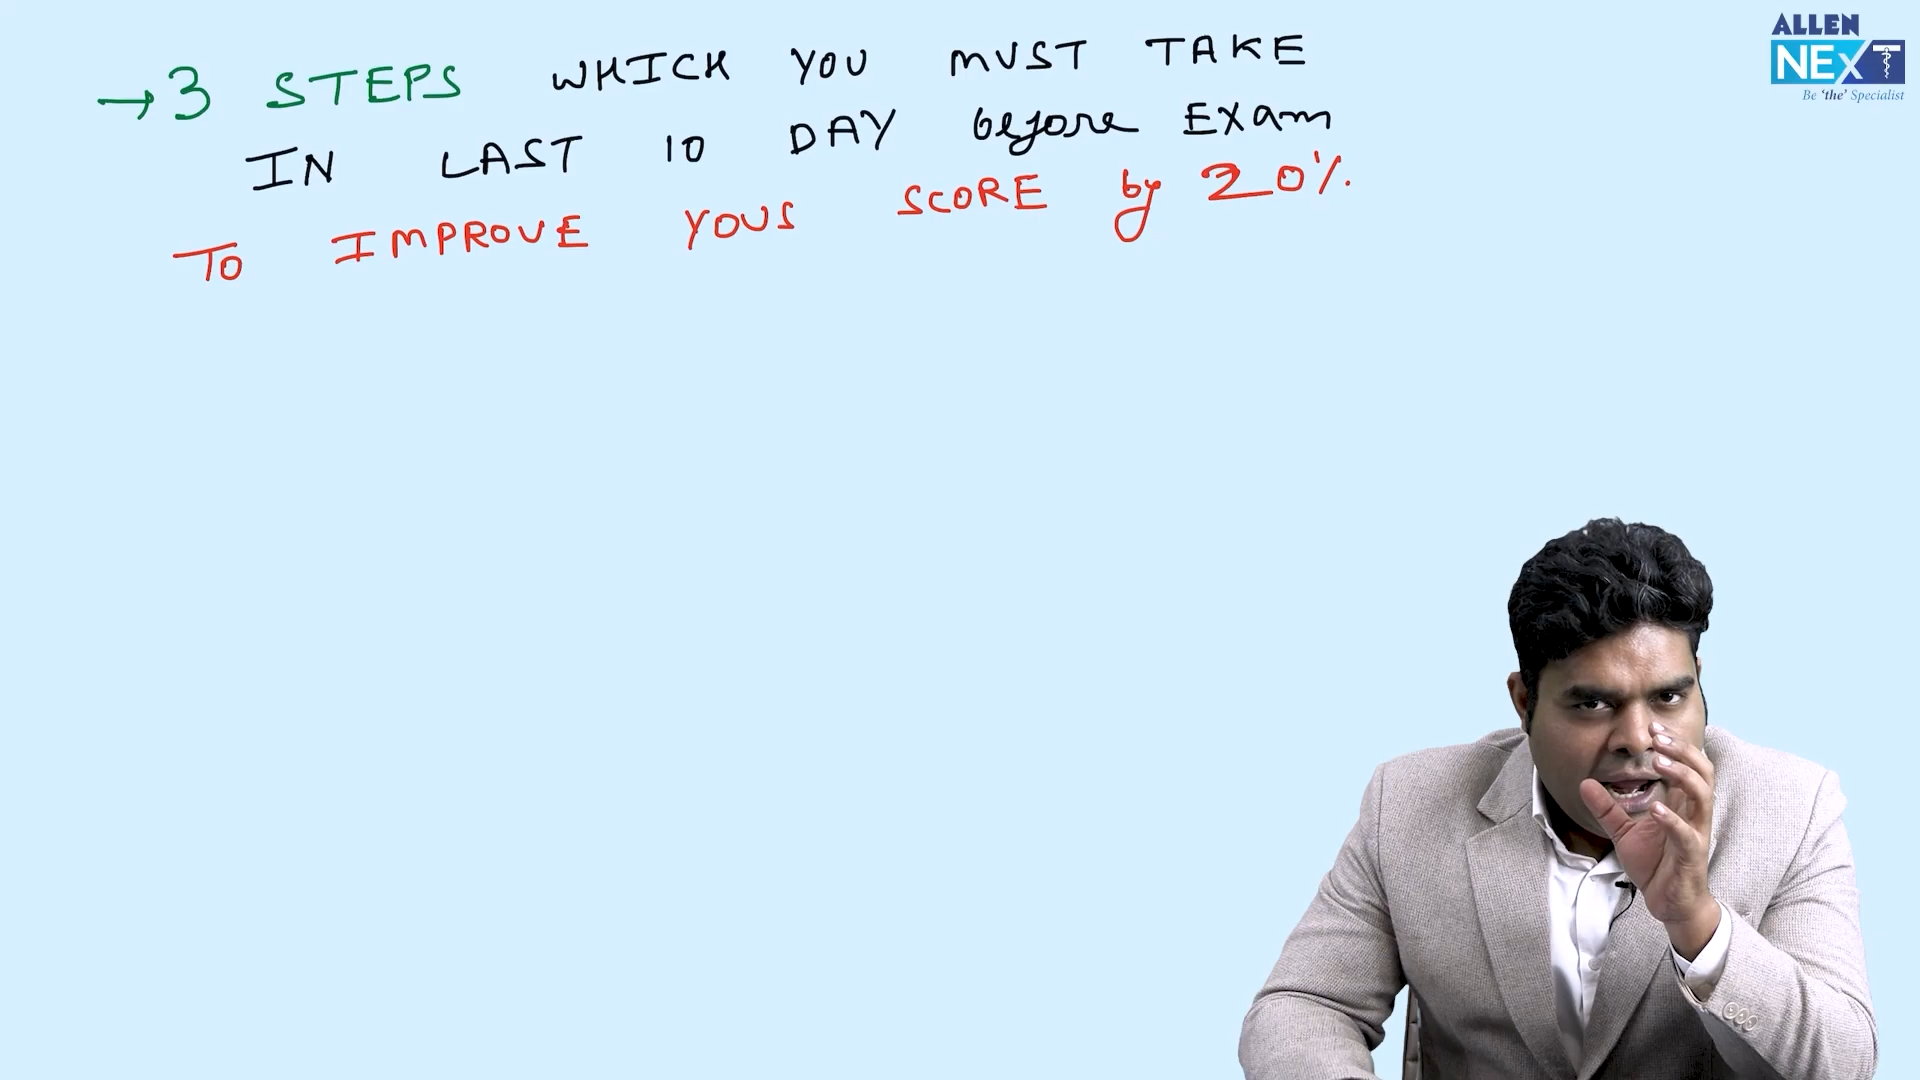 →3 STEPS WHICH YOU MUST TAKE
IN LAST 10 DAY before Exam
TO IMPROVE YOUS SCORE by 20%.
ALLEN
NEXT
Be 'the' Specialist